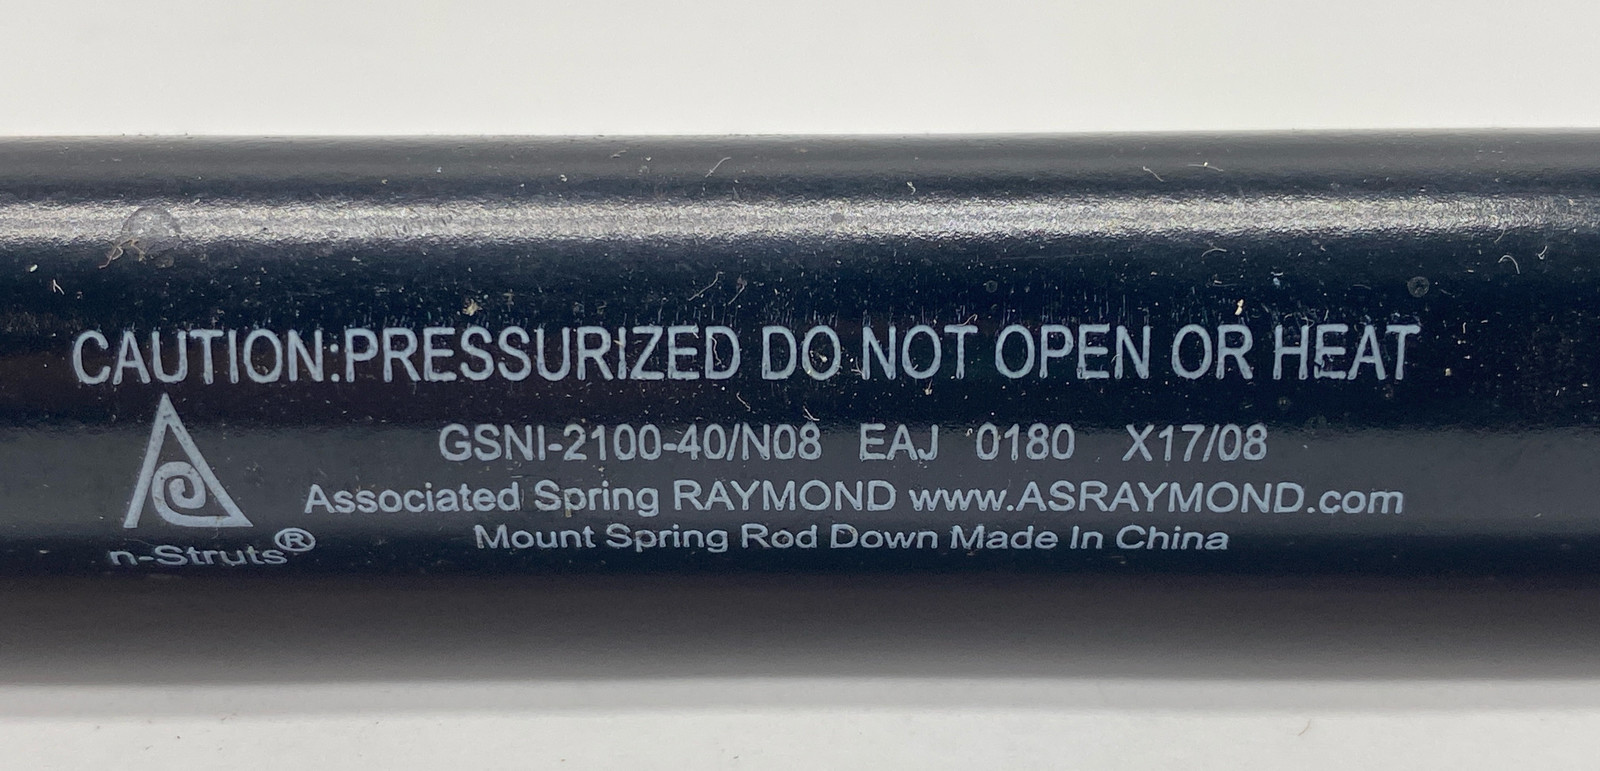 CAUTION:PRESSURIZED DO NOT OPEN OR HEAT
GSNI-2100-40/N08 EAJ 0180 X17/08
Associated Spring RAYMOND www.ASRAYMOND.com
Mount Spring Rod Down Made In China
n-Struts®